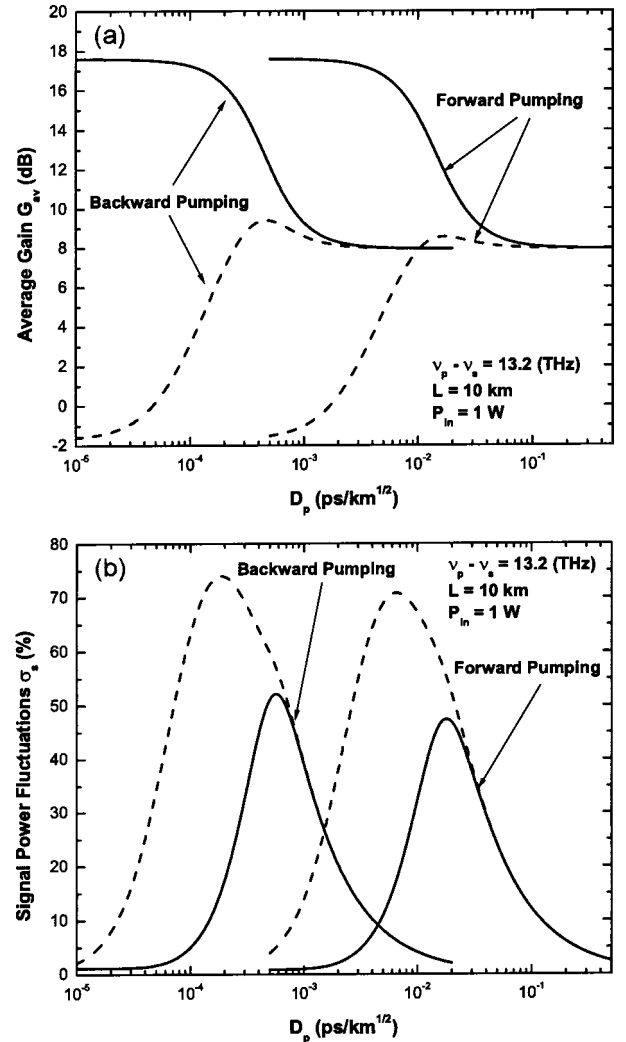 (a)
20
18
16
14
12
10
8
6
4
2
0
-2
Average Gain G_av (dB)
Forward Pumping
Backward Pumping
ν_p - ν_s = 13.2 (THz)
L = 10 km
P_in = 1 W
10^-5
10^-4
10^-3
10^-2
10^-1
D_p (ps/km^1/2)
(b)
80
70
60
50
40
30
20
10
0
Signal Power Fluctuations σ_s (%)
Backward Pumping
ν_p - ν_s = 13.2 (THz)
L = 10 km
P_in = 1 W
Forward Pumping
10^-5
10^-4
10^-3
10^-2
10^-1
D_p (ps/km^1/2)